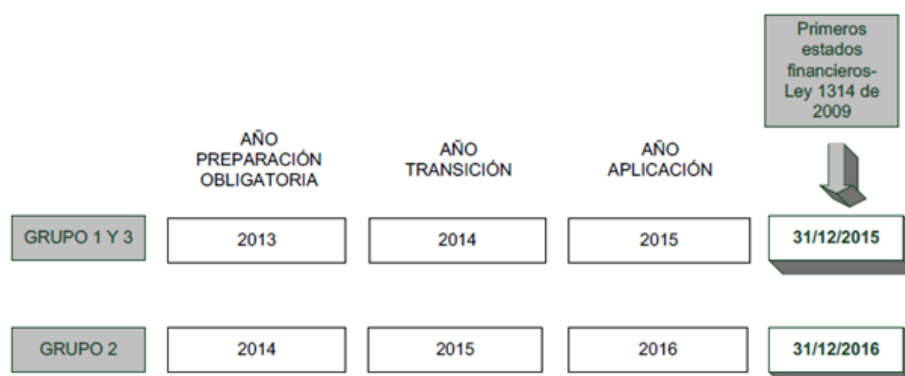 Primeros
estados
financieros-
Ley 1314 de
2009
AÑO
PREPARACIÓN
OBLIGATORIA
AÑO
TRANSICIÓN
AÑO
APLICACIÓN
GRUPO 1 Y 3
2013
2014
2015
31/12/2015
GRUPO 2
2014
2015
2016
31/12/2016